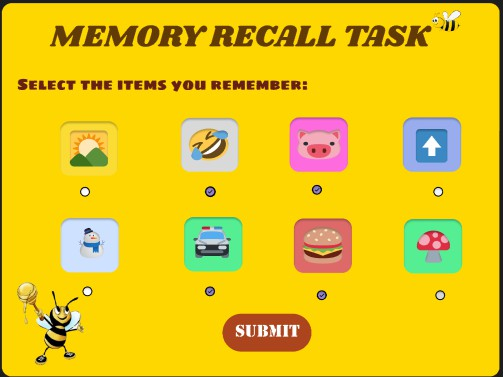 MEMORY RECALL TASK
Select the items you remember:
SUBMIT